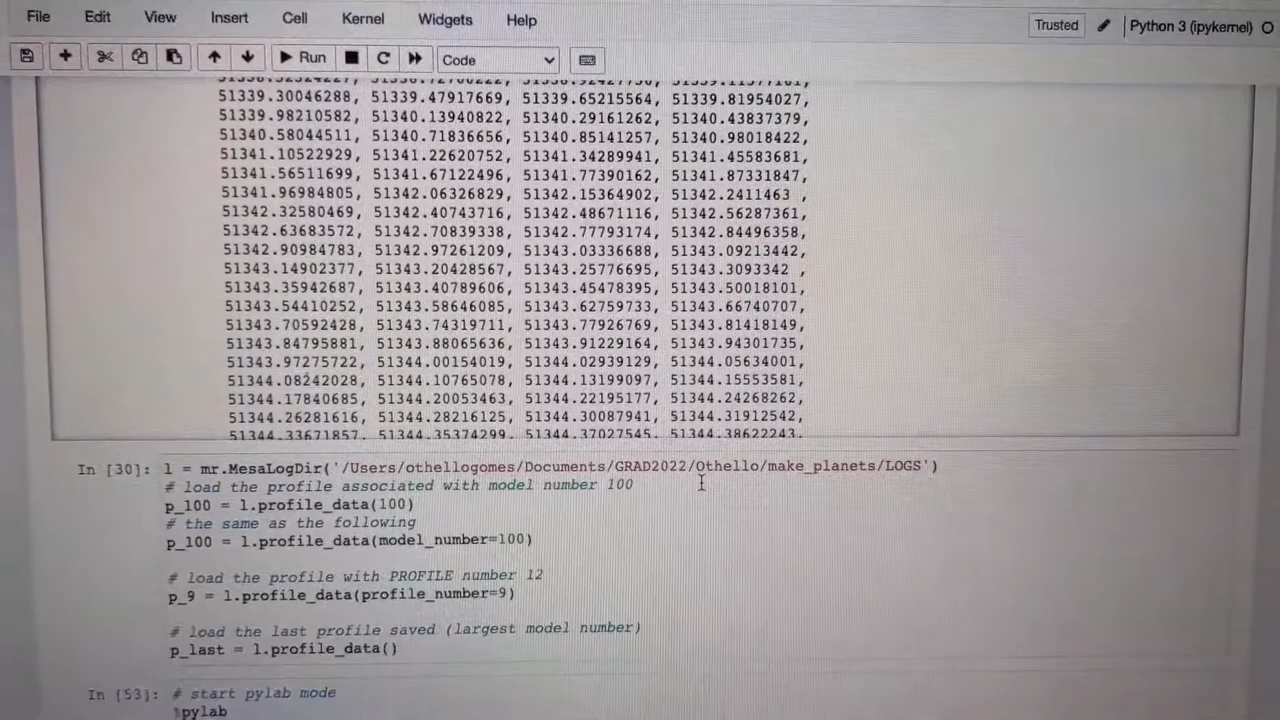 File Edit View Insert Cell Kernel Widgets Help Trusted Python 3 (ipykernel)
Run Code
51339.30046288, 51339.47917669, 51339.65215564, 51339.81954027,
51339.98210582, 51340.13940822, 51340.29161262, 51340.43837379,
51340.58044511, 51340.71836656, 51340.85141257, 51340.98018422,
51341.10522929, 51341.22620752, 51341.34289941, 51341.45583681,
51341.56511699, 51341.67122496, 51341.77390162, 51341.87331847,
51341.96984805, 51342.06326829, 51342.15364902, 51342.2411463 ,
51342.32580469, 51342.40743716, 51342.48671116, 51342.56287361,
51342.63683572, 51342.70839338, 51342.77793174, 51342.84496358,
51342.90984783, 51342.97261209, 51343.03336688, 51343.09213442,
51343.14902377, 51343.20428567, 51343.25776695, 51343.3093342 ,
51343.35942687, 51343.40789606, 51343.45478395, 51343.50018101,
51343.54410252, 51343.58646085, 51343.62759733, 51343.66740707,
51343.70592428, 51343.74319711, 51343.77926769, 51343.81418149,
51343.84795881, 51343.88065636, 51343.91229164, 51343.94301735,
51343.97275722, 51344.00154019, 51344.02939129, 51344.05634001,
51344.08242028, 51344.10765078, 51344.13199097, 51344.15553581,
51344.17840685, 51344.20053463, 51344.22195177, 51344.24268262,
51344.26281616, 51344.28216125, 51344.30087941, 51344.31912542,
51344.33671857, 51344.35374299, 51344.37027545, 51344.38622243,
In [30]: l = mr.MesaLogDir('/Users/othellogomes/Documents/GRAD2022/Othello/make_planets/LOGS')
# load the profile associated with model number 100
p_100 = l.profile_data(100)
# the same as the following
p_100 = l.profile_data(model_number=100)
# load the profile with PROFILE number 12
p_9 = l.profile_data(profile_number=9)
# load the last profile saved (largest model number)
p_last = l.profile_data()
In [53]: # start pylab mode
%pylab